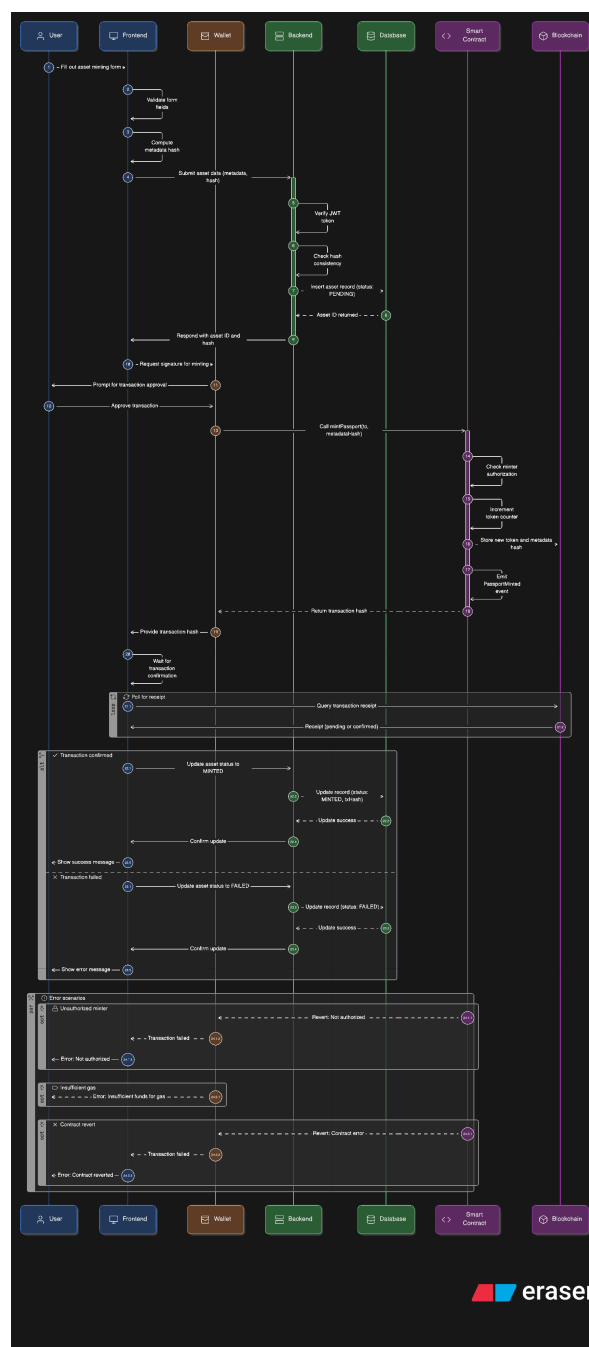 User
Frontend
Wallet
Backend
Database
Smart
Contract
Blockchain
1
Fill out asset minting form
2
Validate form
fields
3
Compute
metadata hash
4
Submit asset data (metadata,
hash)
5
Verify JWT
token
6
Check hash
consistency
7
Insert asset record (status:
PENDING)
Asset ID returned
8
Respond with asset ID and
hash
9
10
Request signature for minting
Prompt for transaction approval
11
12
Approve transaction
13
Call mintPassport(to,
metadataHash)
14
Check minter
authorization
15
Increment
token counter
16
Store new token and metadata
hash
17
Emit
PassportMinted
event
Return transaction hash
18
Provide transaction hash
19
20
Wait for
transaction
confirmation
loop
Poll for receipt
Query transaction receipt
Receipt (pending or confirmed)
alt
Transaction confirmed
Update asset status to
MINTED
Update record (status:
MINTED, txHash)
Update success
Confirm update
Show success message
Transaction failed
Update asset status to FAILED
Update record (status: FAILED)
Update success
Confirm update
Show error message
par
Error scenarios
opt
Unauthorized minter
Revert: Not authorized
Transaction failed
Error: Not authorized
opt
Insufficient gas
Error: Insufficient funds for gas
opt
Contract revert
Revert: Contract error
Transaction failed
Error: Contract reverted
User
Frontend
Wallet
Backend
Database
Smart
Contract
Blockchain
eraser